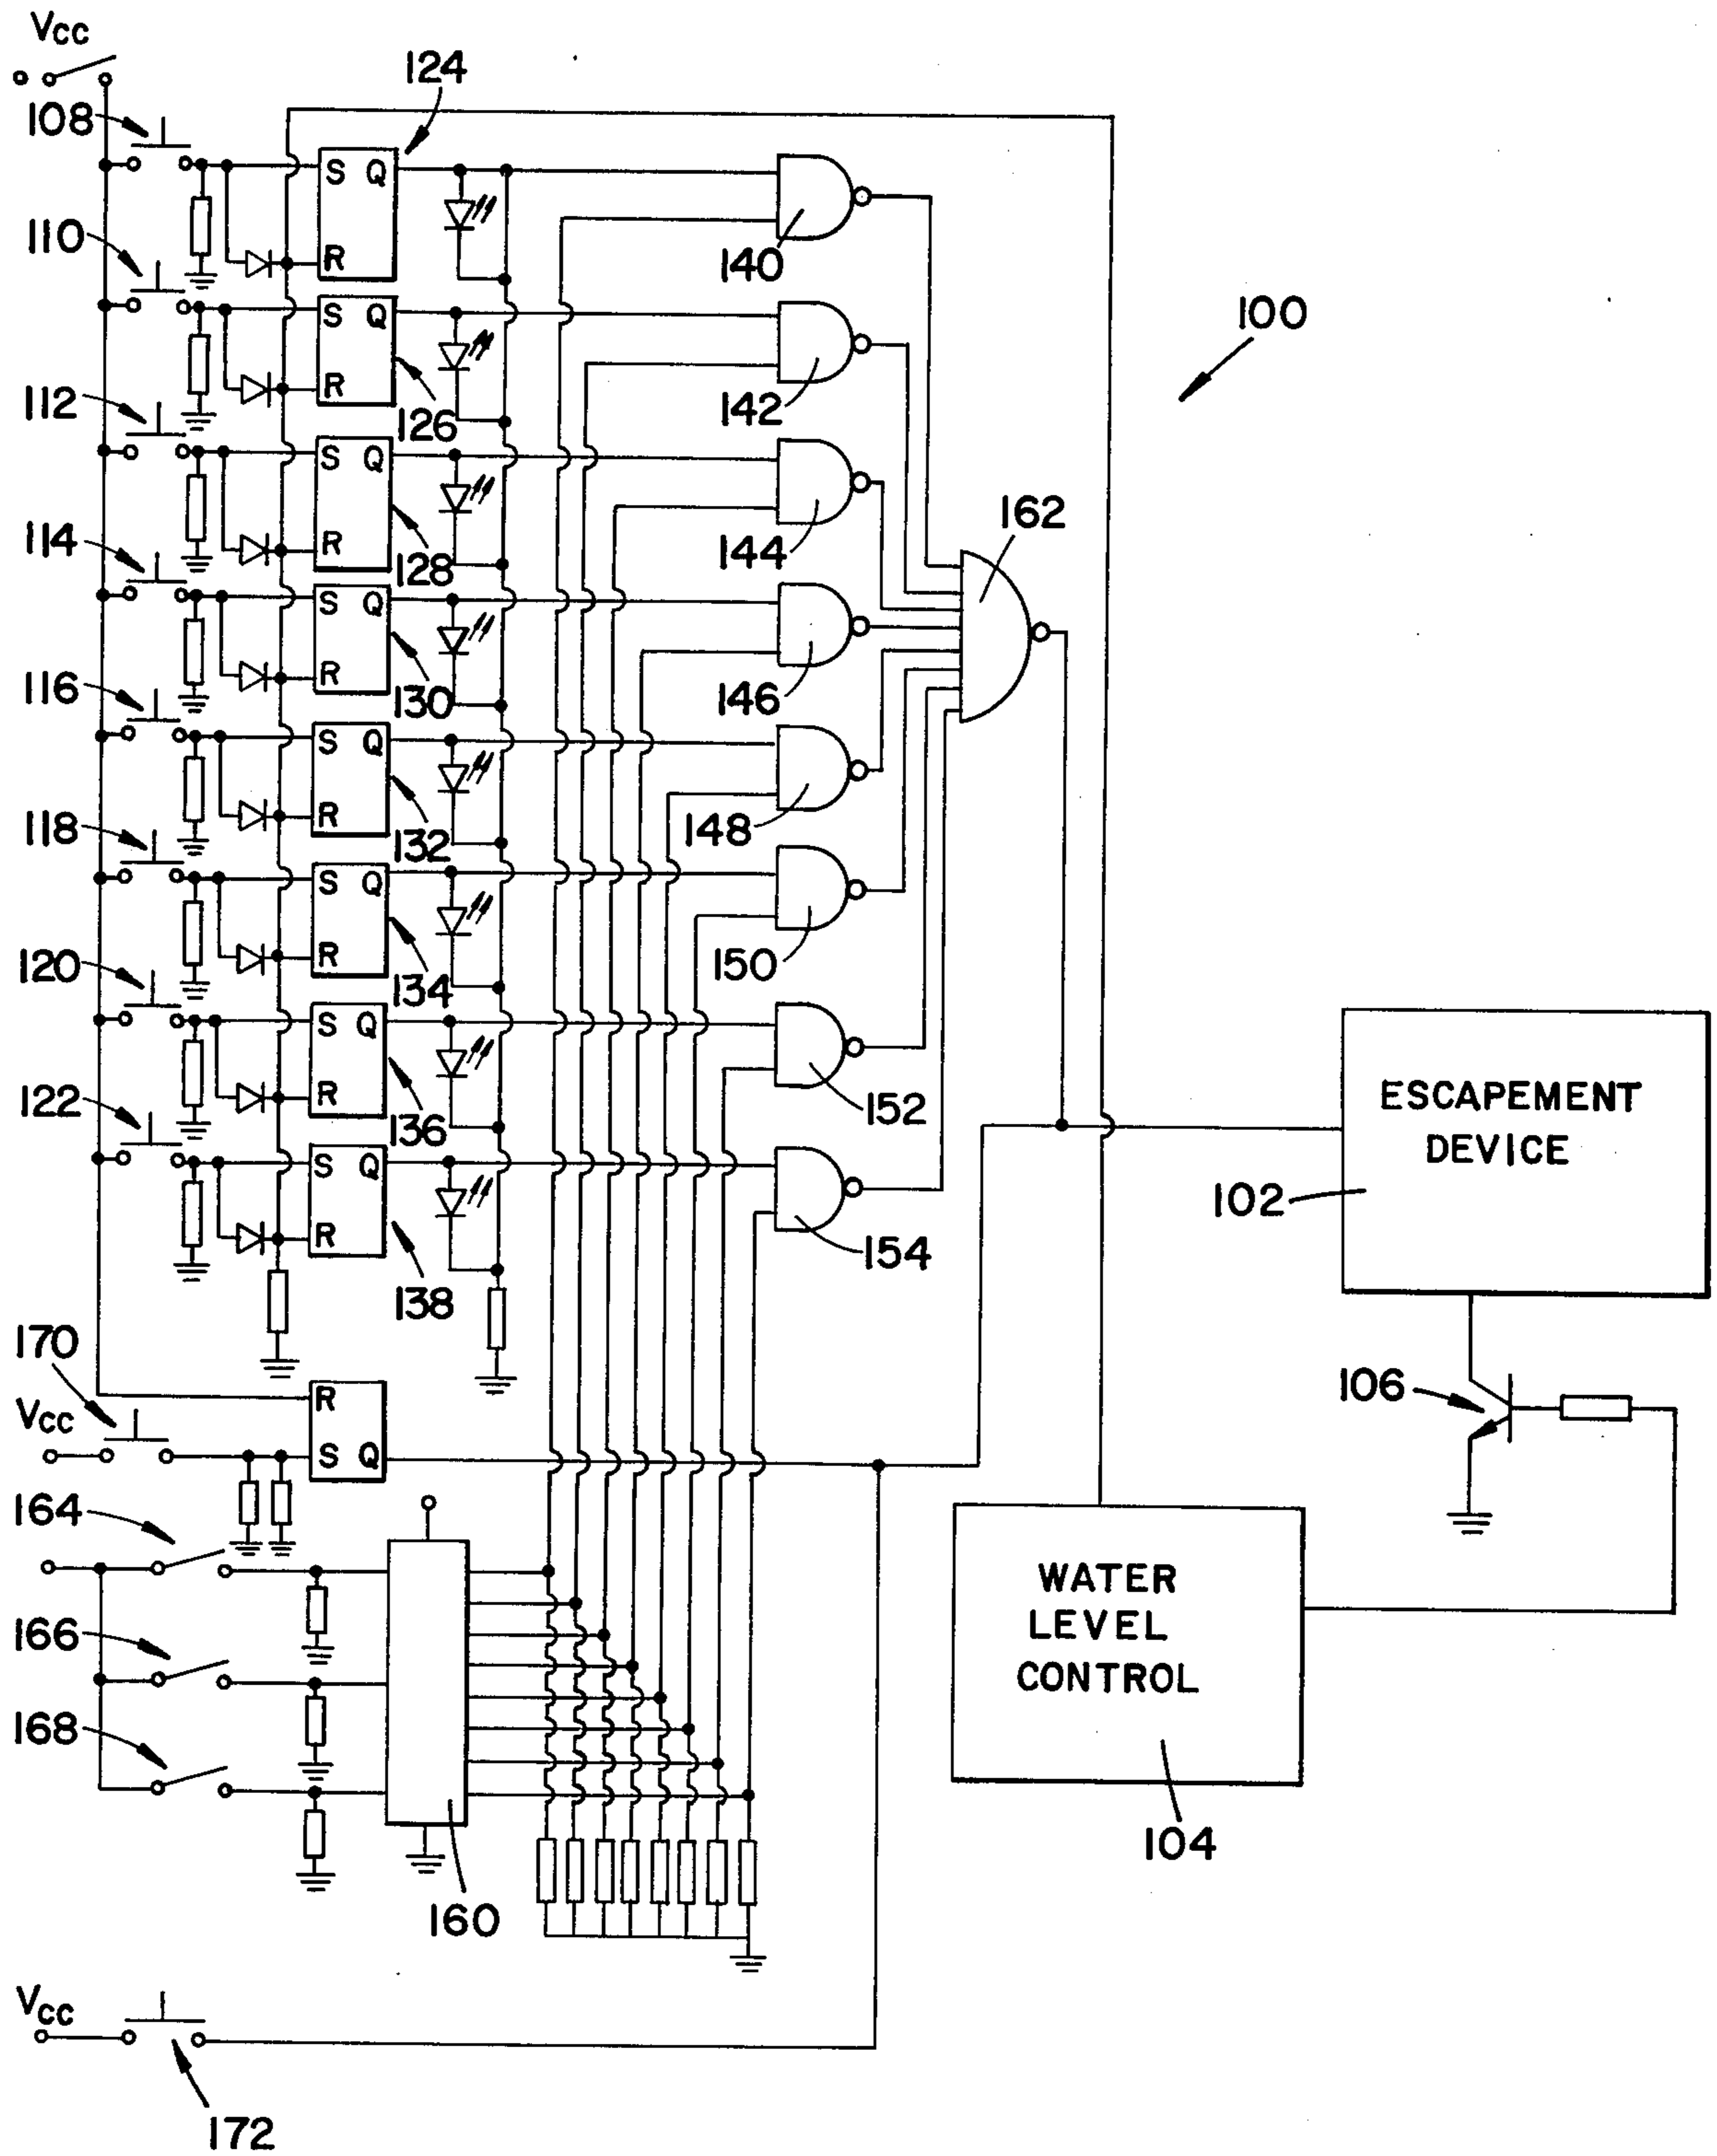 Vcc
124
108
S Q
R
140
110
S Q
R
126
142
100
112
S Q
R
128
144
162
114
S Q
R
130
146
116
S Q
R
132
148
118
S Q
R
134
150
120
S Q
R
136
152
122
S Q
R
138
154
ESCAPEMENT
DEVICE
102
170
Vcc
R
S Q
106
164
166
168
160
WATER
LEVEL
CONTROL
104
Vcc
172